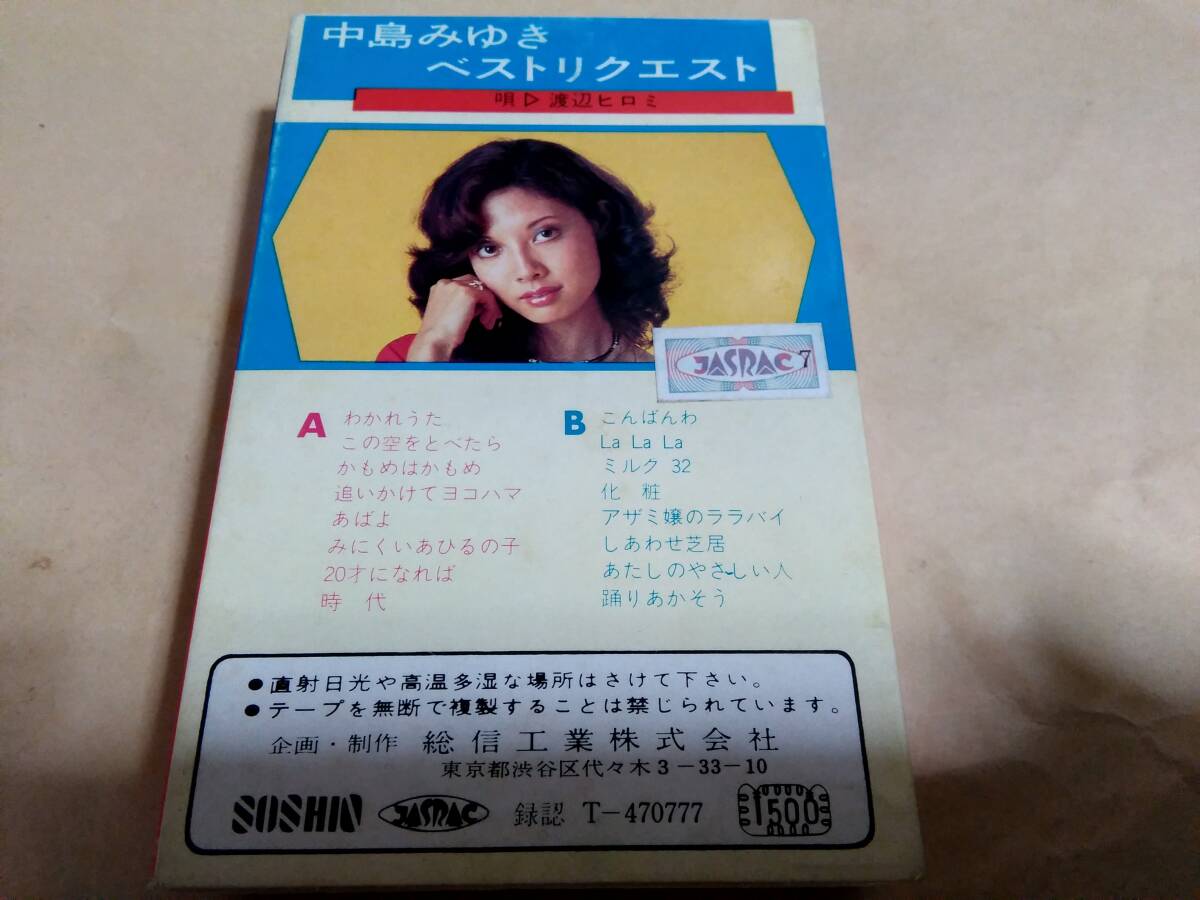 中島みゆき
ベストリクエスト
唄▷渡辺ヒロミ
JASRAC 7
A
わかれうた
この空をとべたら
かもめはかもめ
追いかけてヨコハマ
あばよ
みにくいあひるの子
20才になれば
時 代
B
こんばんわ
La La La
ミルク 32
化 粧
アザミ嬢のララバイ
しあわせ芝居
あたしのやさしい人
踊りあかそう
●直射日光や高温多湿な場所はさけて下さい。
●テープを無断で複製することは禁じられています。
企画・制作 総信工業株式会社
東京都渋谷区代々木3-33-10
SOSHIN JASRAC 録認 T-470777 1500